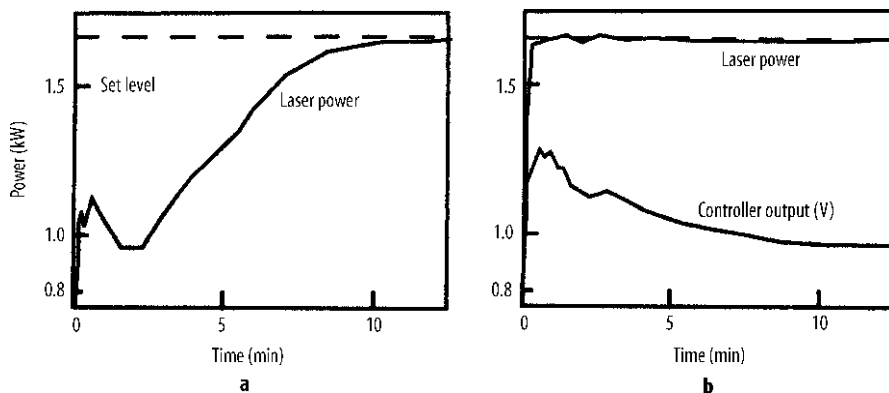 1.5
Set level
Laser power
Power (kW)
1.0
0.8
0
5
10
Time (min)
a
1.5
Laser power
Controller output (V)
1.0
0.8
0
5
10
Time (min)
b